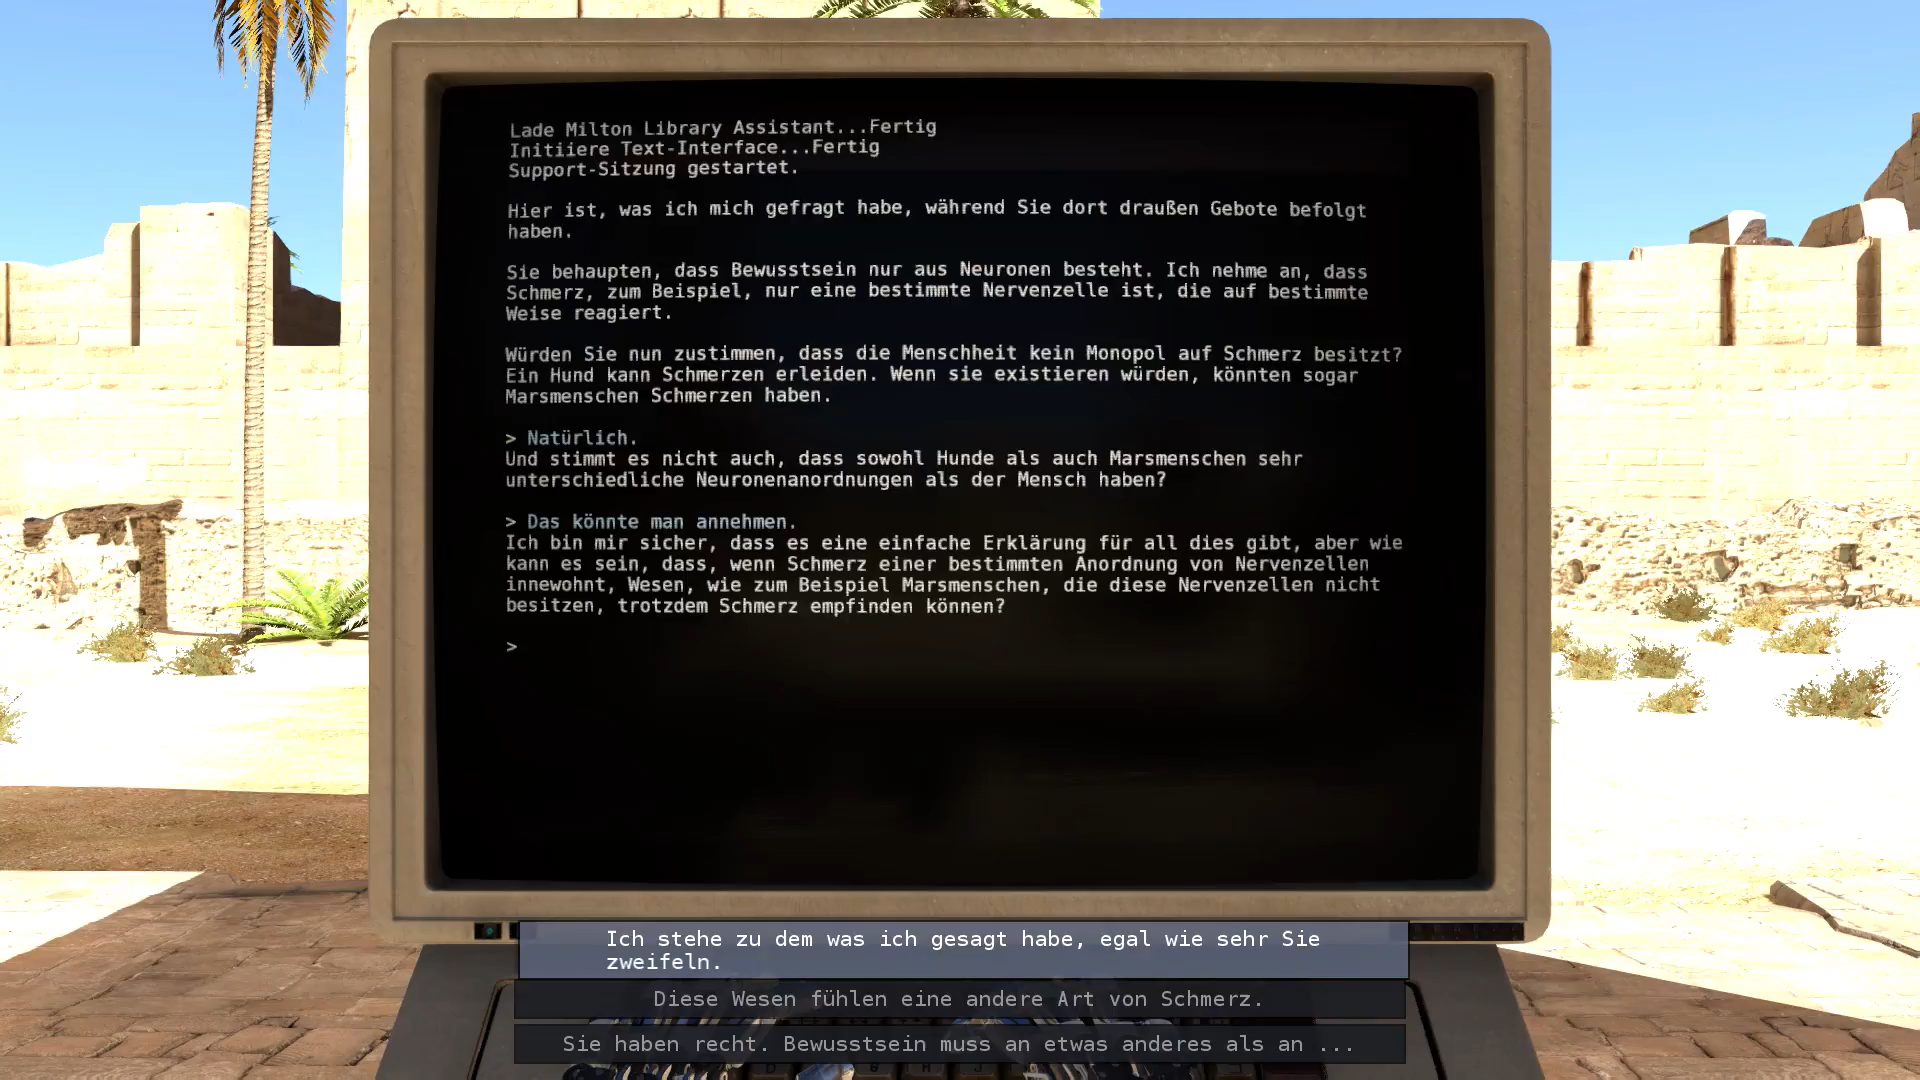 Lade Milton Library Assistant...Fertig
Initiiere Text-Interface...Fertig
Support-Sitzung gestartet.
Hier ist, was ich mich gefragt habe, während Sie dort draußen Gebote befolgt
haben.
Sie behaupten, dass Bewusstsein nur aus Neuronen besteht. Ich nehme an, dass
Schmerz, zum Beispiel, nur eine bestimmte Nervenzelle ist, die auf bestimmte
Weise reagiert.
Würden Sie nun zustimmen, dass die Menschheit kein Monopol auf Schmerz besitzt?
Ein Hund kann Schmerzen erleiden. Wenn sie existieren würden, könnten sogar
Marsmenschen Schmerzen haben.
> Natürlich.
Und stimmt es nicht auch, dass sowohl Hunde als auch Marsmenschen sehr
unterschiedliche Neuronenanordnungen als der Mensch haben?
> Das könnte man annehmen.
Ich bin mir sicher, dass es eine einfache Erklärung für all dies gibt, aber wie
kann es sein, dass, wenn Schmerz einer bestimmten Anordnung von Nervenzellen
innewohnt, Wesen, wie zum Beispiel Marsmenschen, die diese Nervenzellen nicht
besitzen, trotzdem Schmerz empfinden können?
>
Ich stehe zu dem was ich gesagt habe, egal wie sehr Sie
zweifeln.
Diese Wesen fühlen eine andere Art von Schmerz.
Sie haben recht. Bewusstsein muss an etwas anderes als an ...